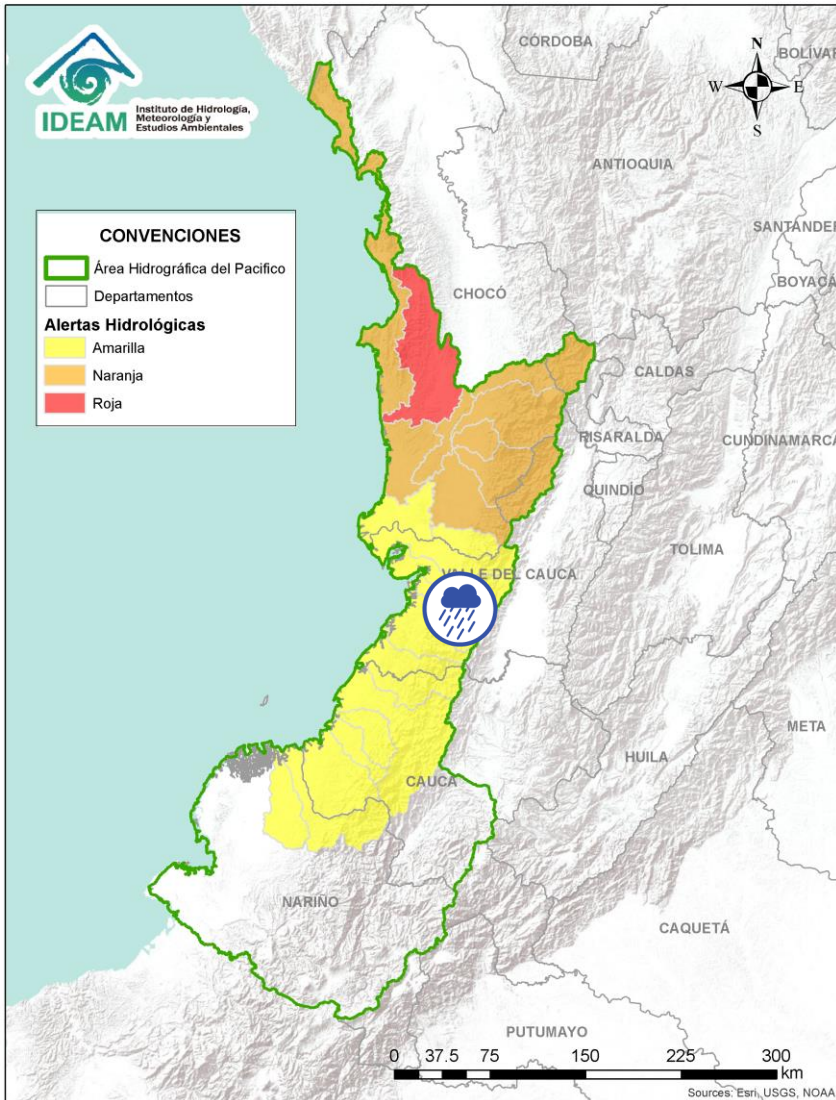 IDEAM
Instituto de Hidrología,
Meteorología y
Estudios Ambientales
CÓRDOBA
BOLÍVAR
N
W
E
S
ANTIOQUIA
SANTANDER
BOYACÁ
CONVENCIONES
Área Hidrográfica del Pacifico
Departamentos
Alertas Hidrológicas
Amarilla
Naranja
Roja
CHOCÓ
CALDAS
RISARALDA
CUNDINAMARCA
QUINDÍO
TOLIMA
VALLE DEL CAUCA
META
HUILA
CAUCA
NARIÑO
CAQUETÁ
PUTUMAYO
0 37.5 75 150 225 300
km
Sources: Esri, USGS, NOAA